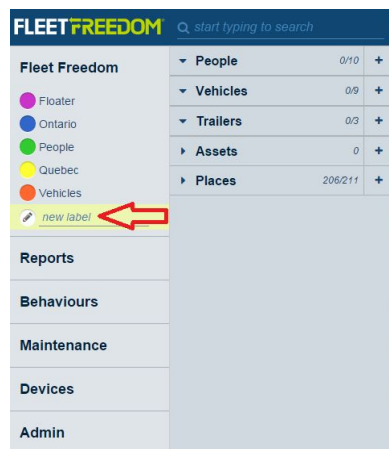 FLEETFREEDOM
start typing to search
Fleet Freedom
Floater
Ontario
People
Quebec
Vehicles
new label
Reports
Behaviours
Maintenance
Devices
Admin
People 0/10 +
Vehicles 0/9 +
Trailers 0/3 +
Assets 0 +
Places 206/211 +